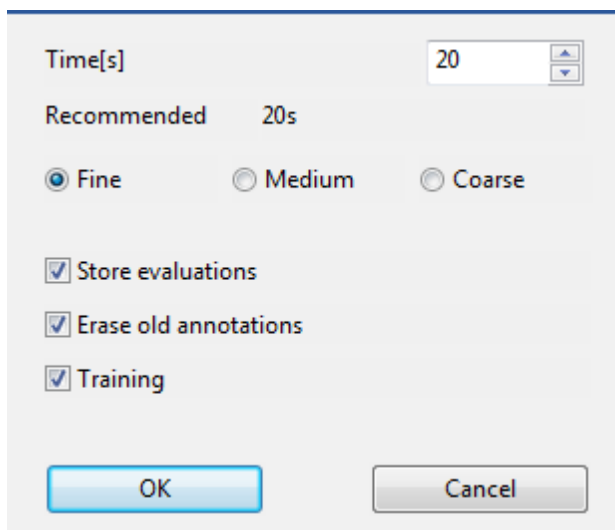 Time[s] 20
Recommended 20s
Fine Medium Coarse
Store evaluations
Erase old annotations
Training
OK Cancel